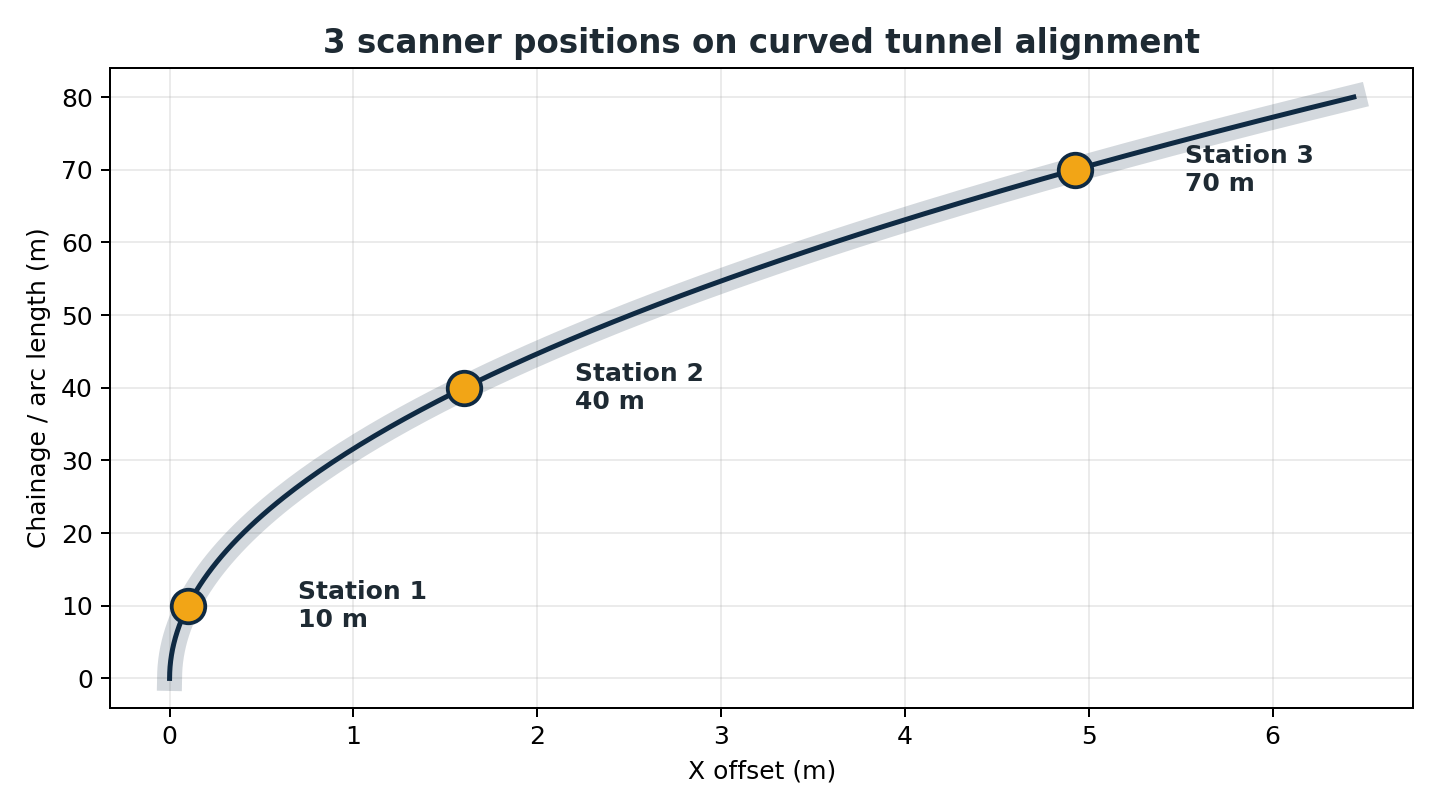 3 scanner positions on curved tunnel alignment
Chainage / arc length (m)
80
70
60
50
40
30
20
10
0
Station 3
70 m
Station 2
40 m
Station 1
10 m
0 1 2 3 4 5 6
X offset (m)